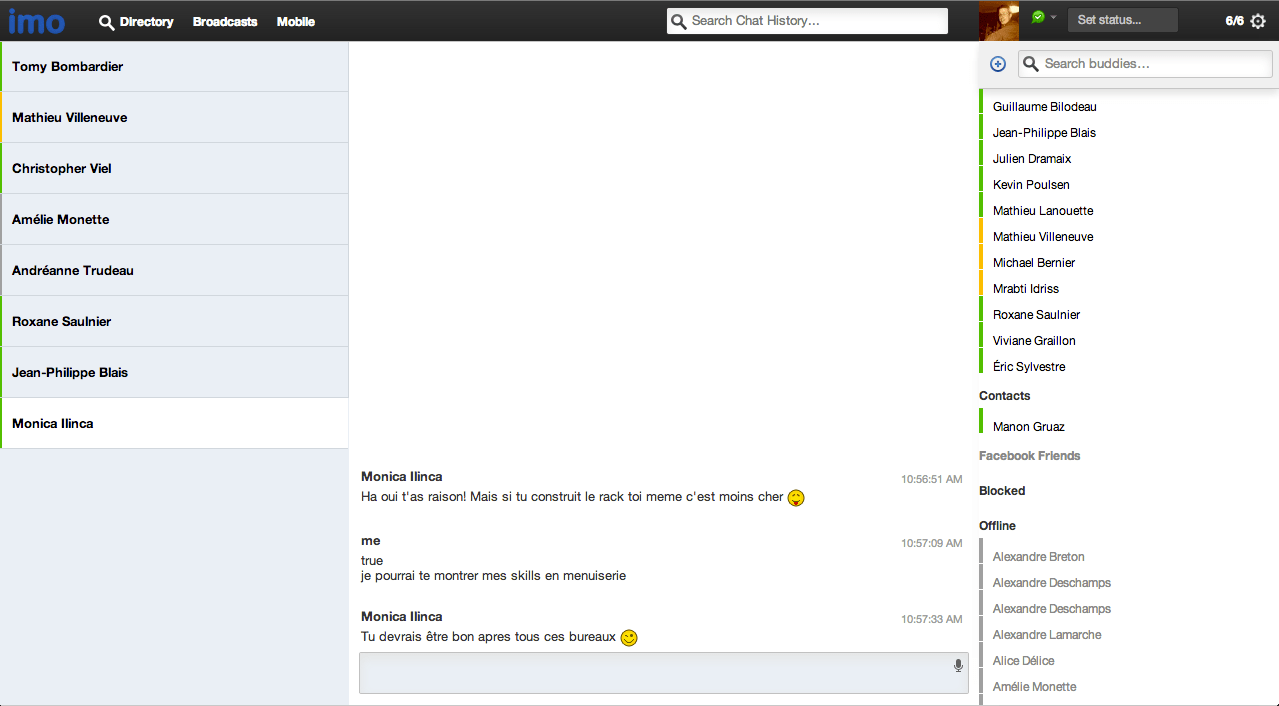 imo Directory Broadcasts Mobile Search Chat History... Set status... 6/6
Tomy Bombardier
Mathieu Villeneuve
Christopher Viel
Amélie Monette
Andréanne Trudeau
Roxane Saulnier
Jean-Philippe Blais
Monica Ilinca
Monica Ilinca 10:56:51 AM
Ha oui t'as raison! Mais si tu construit le rack toi meme c'est moins cher
me 10:57:09 AM
true
je pourrai te montrer mes skills en menuiserie
Monica Ilinca 10:57:33 AM
Tu devrais être bon apres tous ces bureaux
Search buddies...
Guillaume Bilodeau
Jean-Philippe Blais
Julien Dramaix
Kevin Poulsen
Mathieu Lanouette
Mathieu Villeneuve
Michael Bernier
Mrabti Idriss
Roxane Saulnier
Viviane Graillon
Éric Sylvestre
Contacts
Manon Gruaz
Facebook Friends
Blocked
Offline
Alexandre Breton
Alexandre Deschamps
Alexandre Deschamps
Alexandre Lamarche
Alice Délice
Amélie Monette